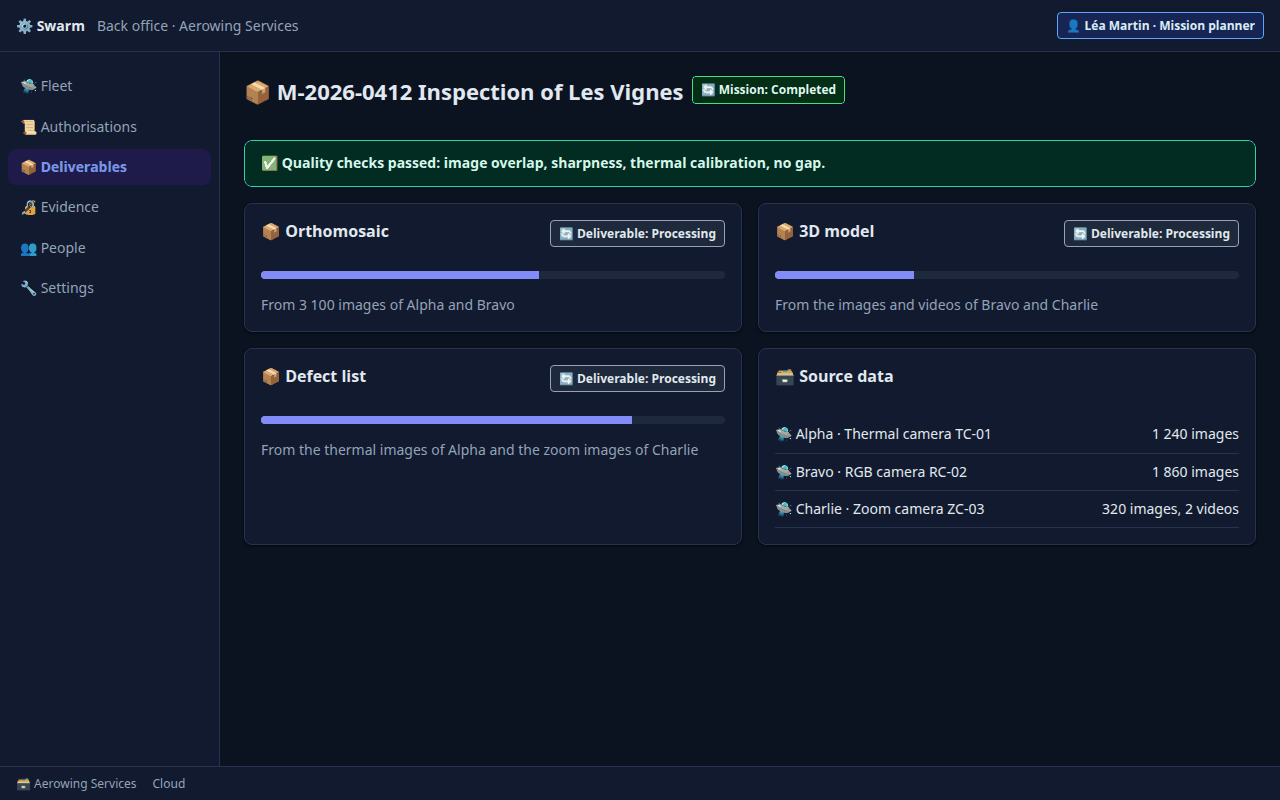 Swarm Back office · Aerowing Services
Léa Martin · Mission planner
Fleet
Authorisations
Deliverables
Evidence
People
Settings
M-2026-0412 Inspection of Les Vignes
Mission: Completed
Quality checks passed: image overlap, sharpness, thermal calibration, no gap.
Orthomosaic
Deliverable: Processing
From 3 100 images of Alpha and Bravo
3D model
Deliverable: Processing
From the images and videos of Bravo and Charlie
Defect list
Deliverable: Processing
From the thermal images of Alpha and the zoom images of Charlie
Source data
Alpha · Thermal camera TC-01 1 240 images
Bravo · RGB camera RC-02 1 860 images
Charlie · Zoom camera ZC-03 320 images, 2 videos
Aerowing Services Cloud